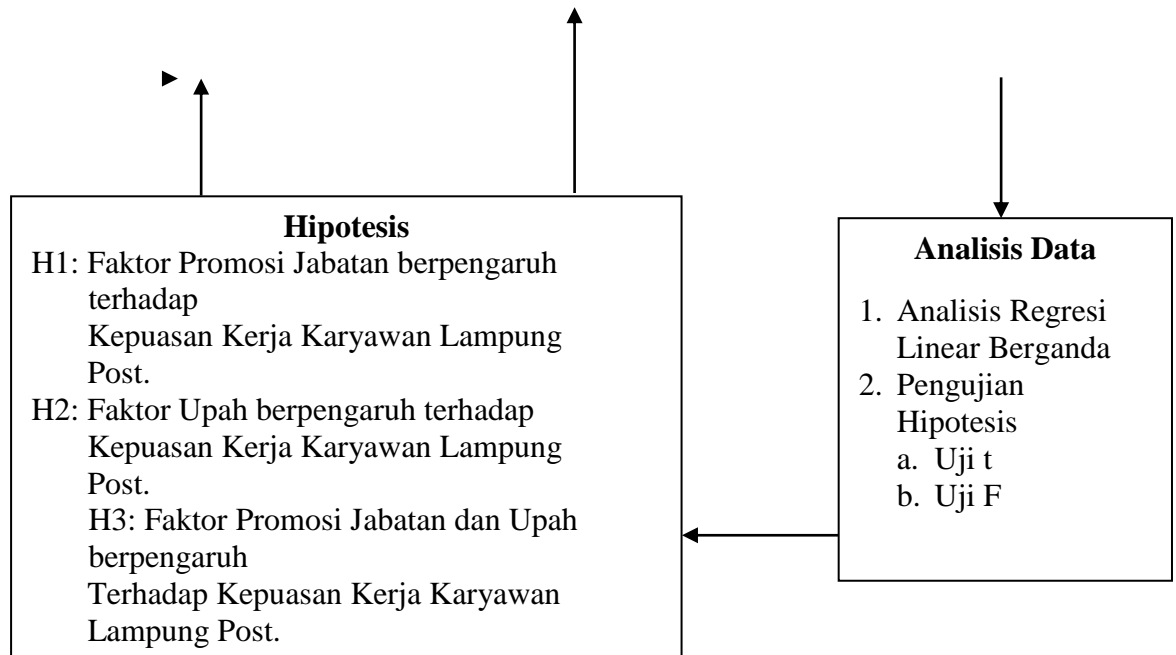 Hipotesis
H1: Faktor Promosi Jabatan berpengaruh
terhadap
Kepuasan Kerja Karyawan Lampung
Post.
H2: Faktor Upah berpengaruh terhadap
Kepuasan Kerja Karyawan Lampung
Post.
H3: Faktor Promosi Jabatan dan Upah
berpengaruh
Terhadap Kepuasan Kerja Karyawan
Lampung Post.
Analisis Data
1. Analisis Regresi
Linear Berganda
2. Pengujian
Hipotesis
a. Uji t
b. Uji F